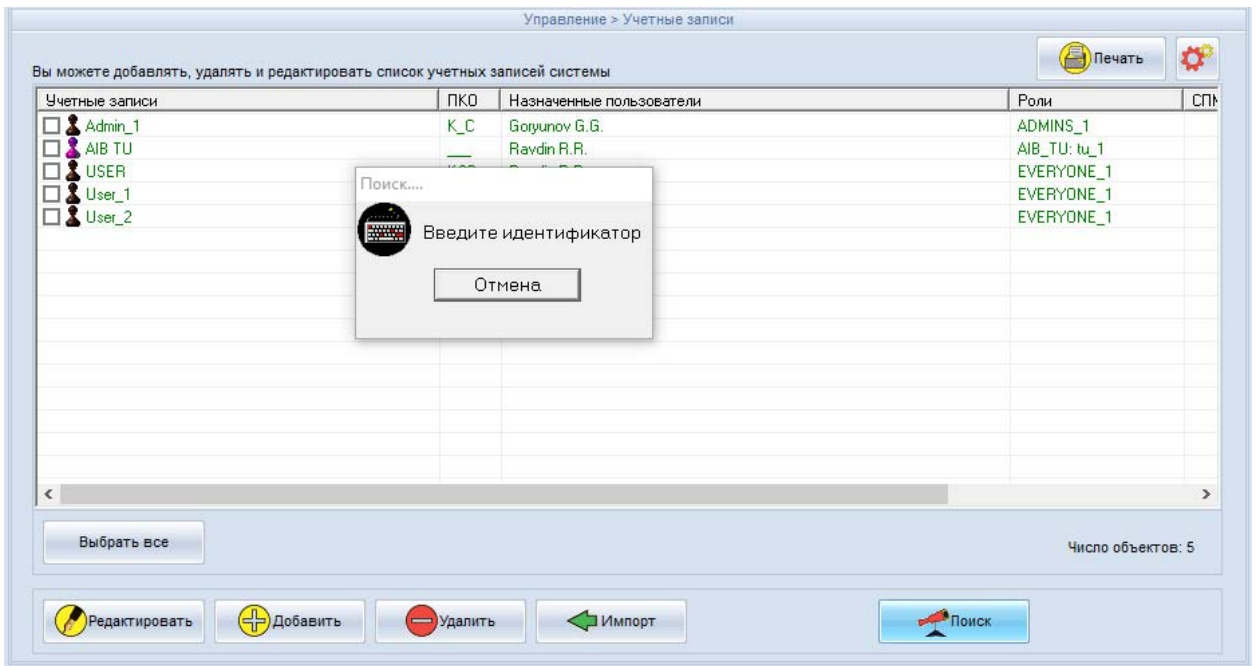 Управление > Учетные записи
Печать
Вы можете добавлять, удалять и редактировать список учетных записей системы
Учетные записи ПКО Назначенные пользователи Роли
Admin_1 K_C Goryunov G.G. ADMINS_1
AIB TU ___ Ravdin R.R. AIB_TU: tu_1
USER EVERYONE_1
User_1 EVERYONE_1
User_2 EVERYONE_1
Поиск....
Введите идентификатор
Отмена
Выбрать все
Число объектов: 5
Редактировать Добавить Удалить Импорт Поиск